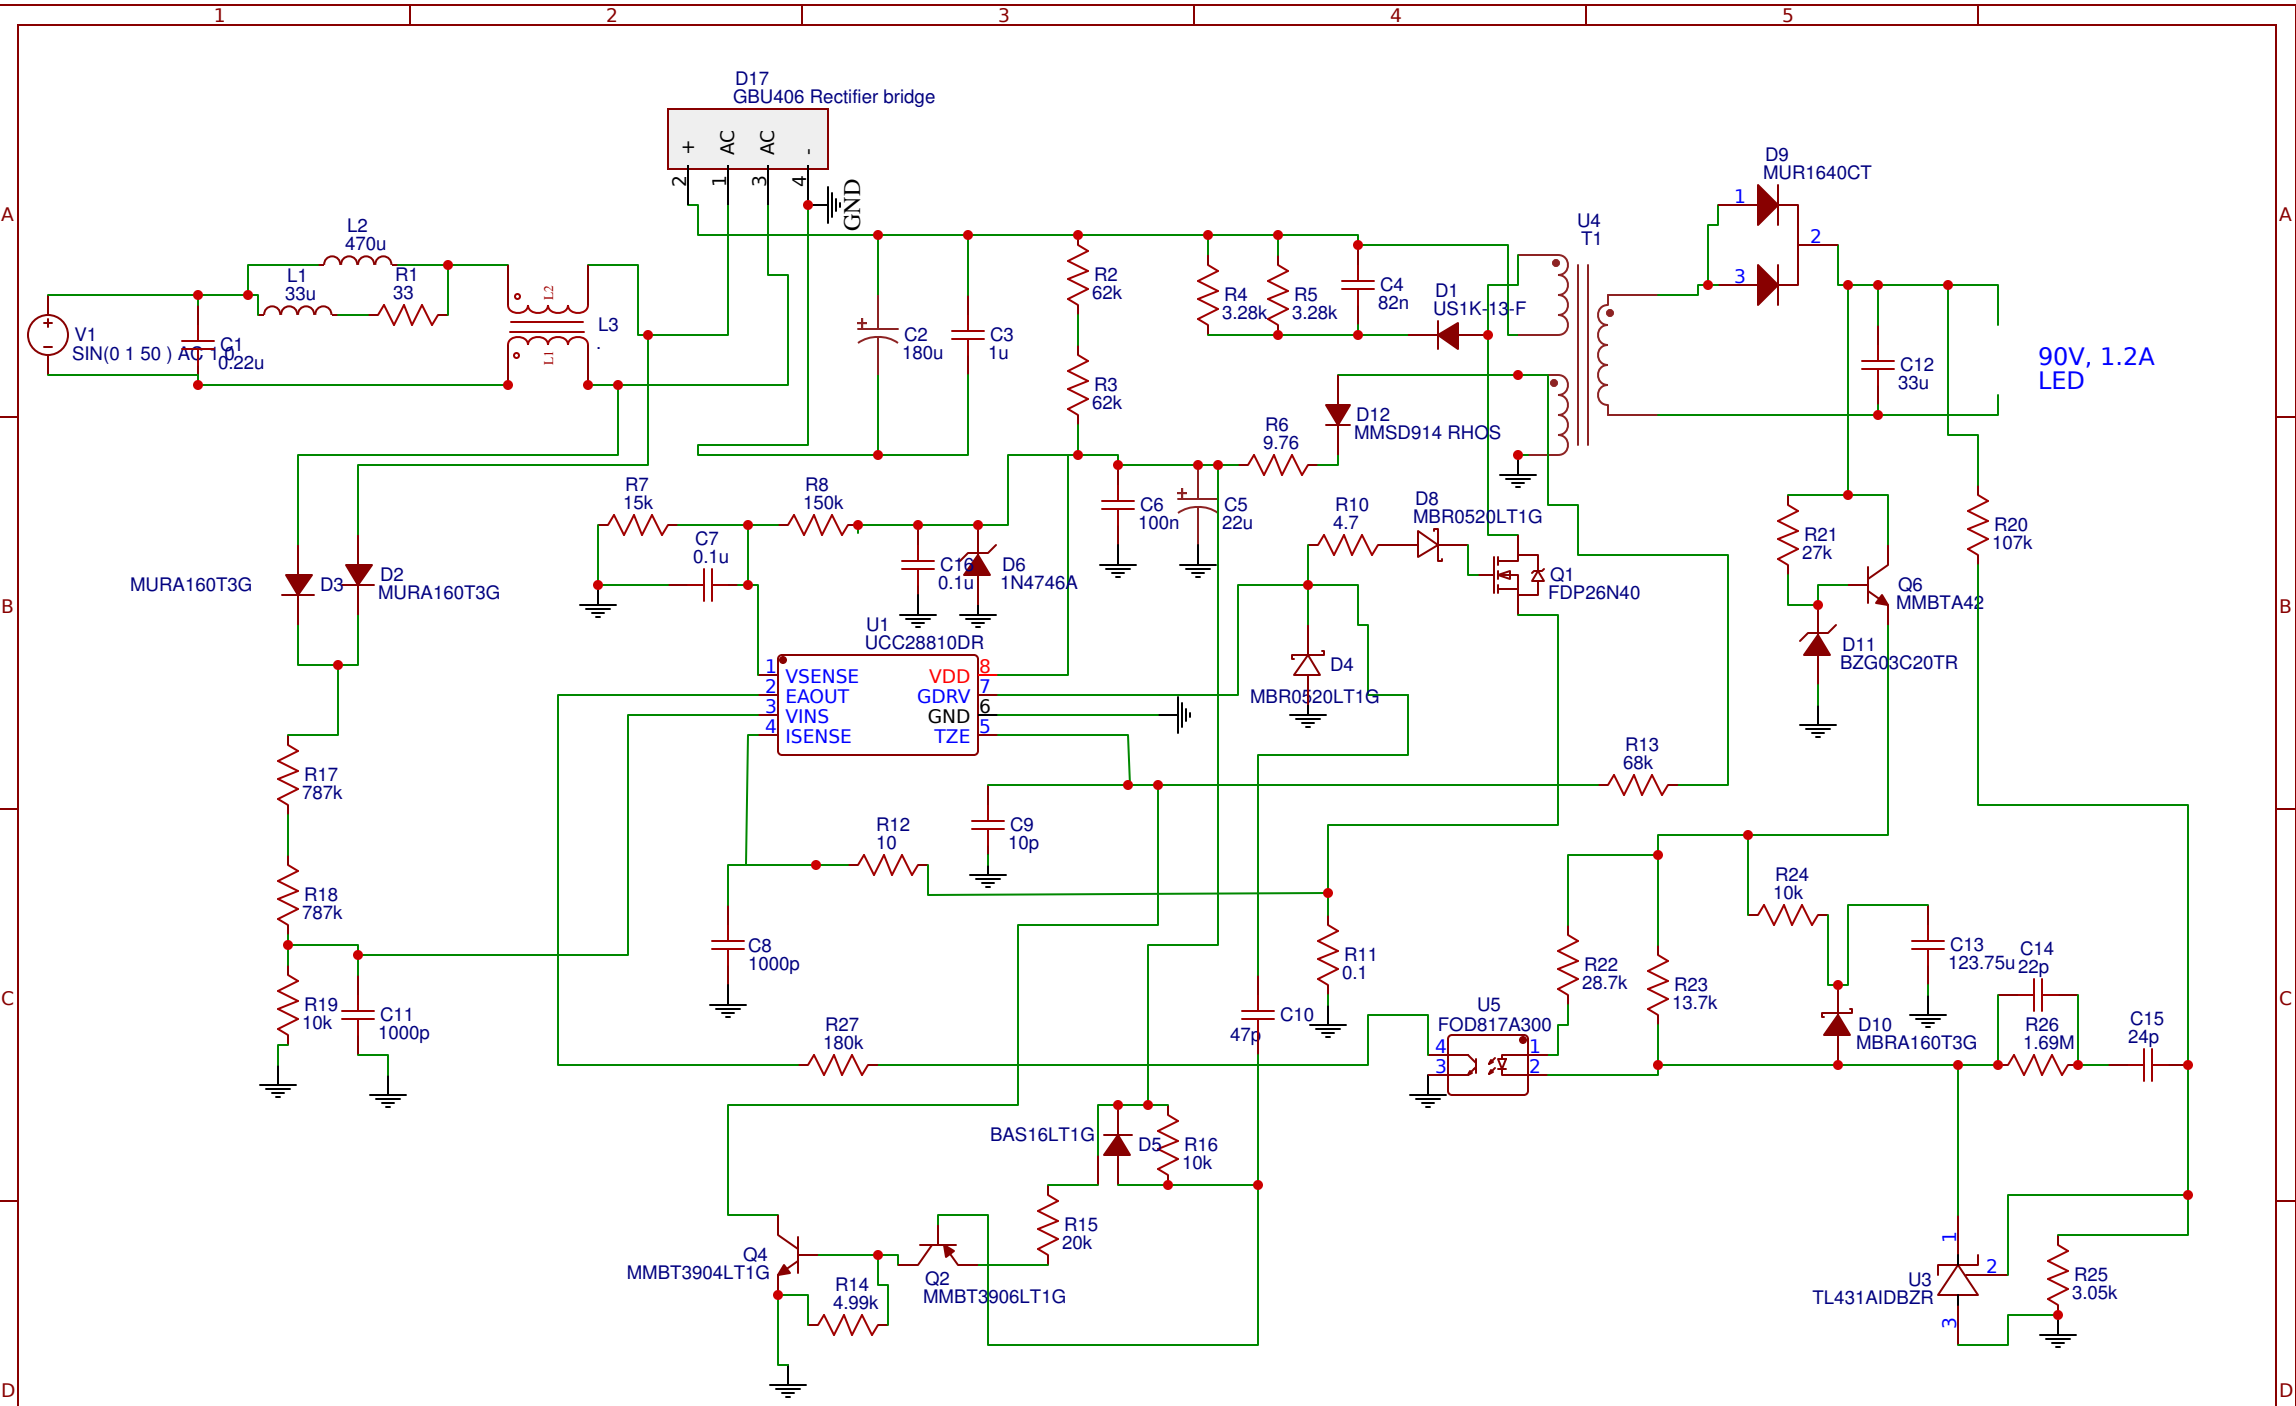 1 2 3 4 5
A
B
C
D
A
B
C
D
D17
GBU406 Rectifier bridge
+ AC AC -
2 1 3 4
GND
L2
470u
L1
33u
R1
33
V1
SIN(0 1 50 ) AC 1 0
C1
0.22u
L2
L1
L3
.
C2
180u
C3
1u
R2
62k
R3
62k
R4
3.28k
R5
3.28k
C4
82n
D1
US1K-13-F
U4
T1
D9
MUR1640CT
1
2
3
C12
33u
90V, 1.2A
LED
D12
MMSD914 RHOS
R6
9.76
C6
100n
C5
22u
R7
15k
R8
150k
C7
0.1u
C16
0.1u
D6
1N4746A
R10
4.7
D8
MBR0520LT1G
Q1
FDP26N40
R21
27k
R20
107k
Q6
MMBTA42
D11
BZG03C20TR
MURA160T3G
D3
D2
MURA160T3G
U1
UCC28810DR
1 VSENSE VDD 8
2 EAOUT GDRV 7
3 VINS GND 6
4 ISENSE TZE 5
D4
MBR0520LT1G
R13
68k
R17
787k
R18
787k
R19
10k
C11
1000p
R12
10
C9
10p
C8
1000p
R11
0.1
C10
47p
R27
180k
U5
FOD817A300
4 1
3 2
R22
28.7k
R23
13.7k
R24
10k
C13
123.75u
C14
22p
D10
MBRA160T3G
R26
1.69M
C15
24p
BAS16LT1G
D5
R16
10k
R15
20k
Q4
MMBT3904LT1G
R14
4.99k
Q2
MMBT3906LT1G
U3
TL431AIDBZR
1
2
3
R25
3.05k